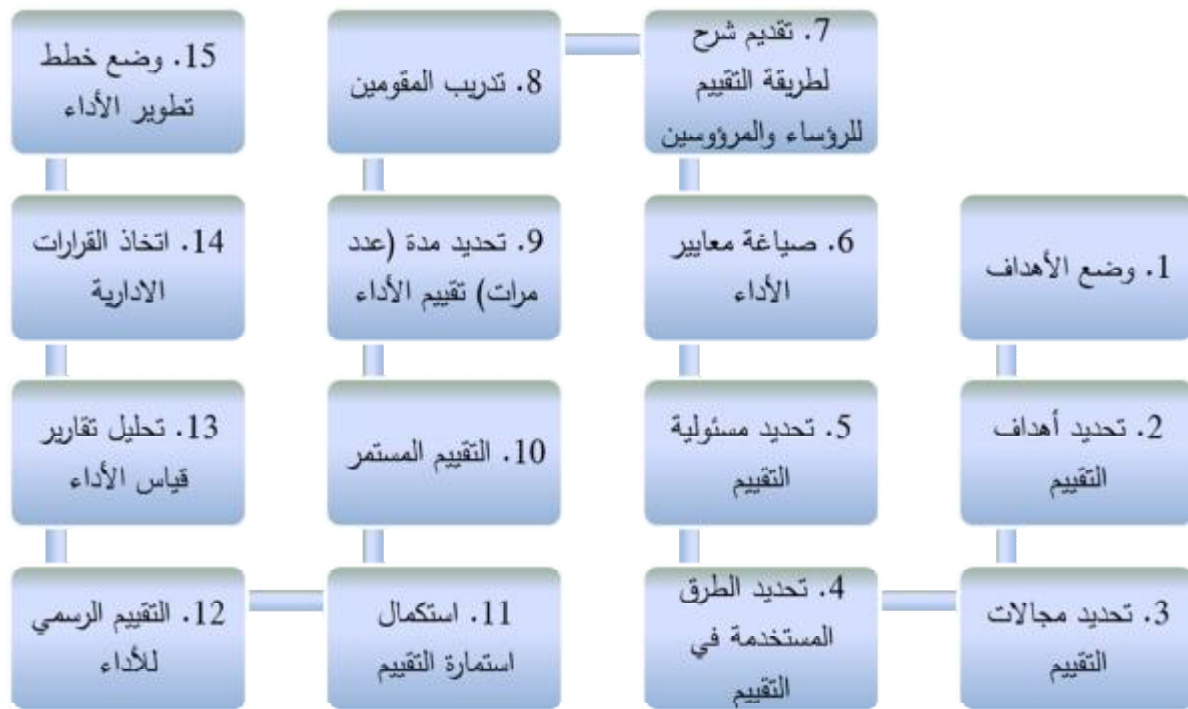 1. وضع الأهداف
2. تحديد أهداف
التقييم
3. تحديد مجالات
التقييم
4. تحديد الطرق
المستخدمة في
التقييم
5. تحديد مسئولية
التقييم
6. صياغة معايير
الأداء
7. تقديم شرح
لطريقة التقييم
للرؤساء والمرؤوسين
8. تدريب المقومين
9. تحديد مدة (عدد
مرات) تقييم الأداء
10. التقييم المستمر
11. استكمال
استمارة التقييم
12. التقييم الرسمي
للأداء
13. تحليل تقارير
قياس الأداء
14. اتخاذ القرارات
الادارية
15. وضع خطط
تطوير الأداء